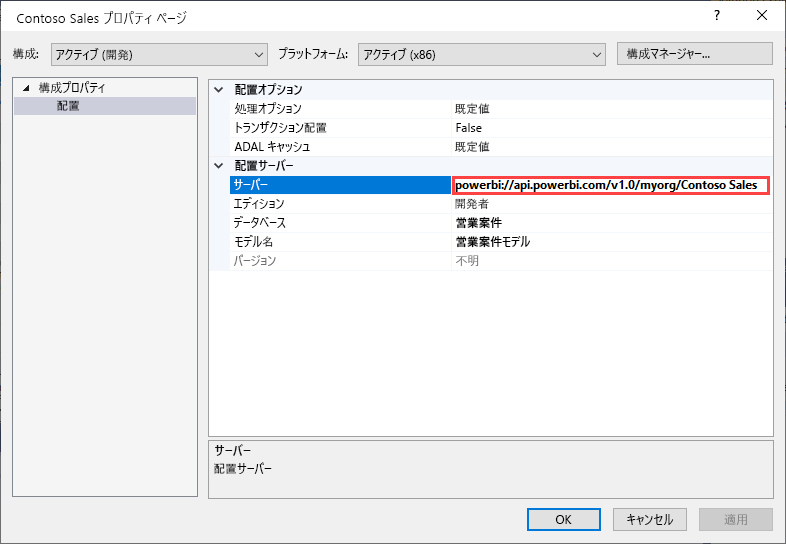 Contoso Sales プロパティ ページ
?
構成: アクティブ (開発) プラットフォーム: アクティブ (x86) 構成マネージャー...
構成プロパティ
配置
配置オプション
処理オプション 既定値
トランザクション配置 False
ADAL キャッシュ 既定値
配置サーバー
サーバー powerbi://api.powerbi.com/v1.0/myorg/Contoso Sales
エディション 開発者
データベース 営業案件
モデル名 営業案件モデル
バージョン 不明
サーバー
配置サーバー
OK キャンセル 適用